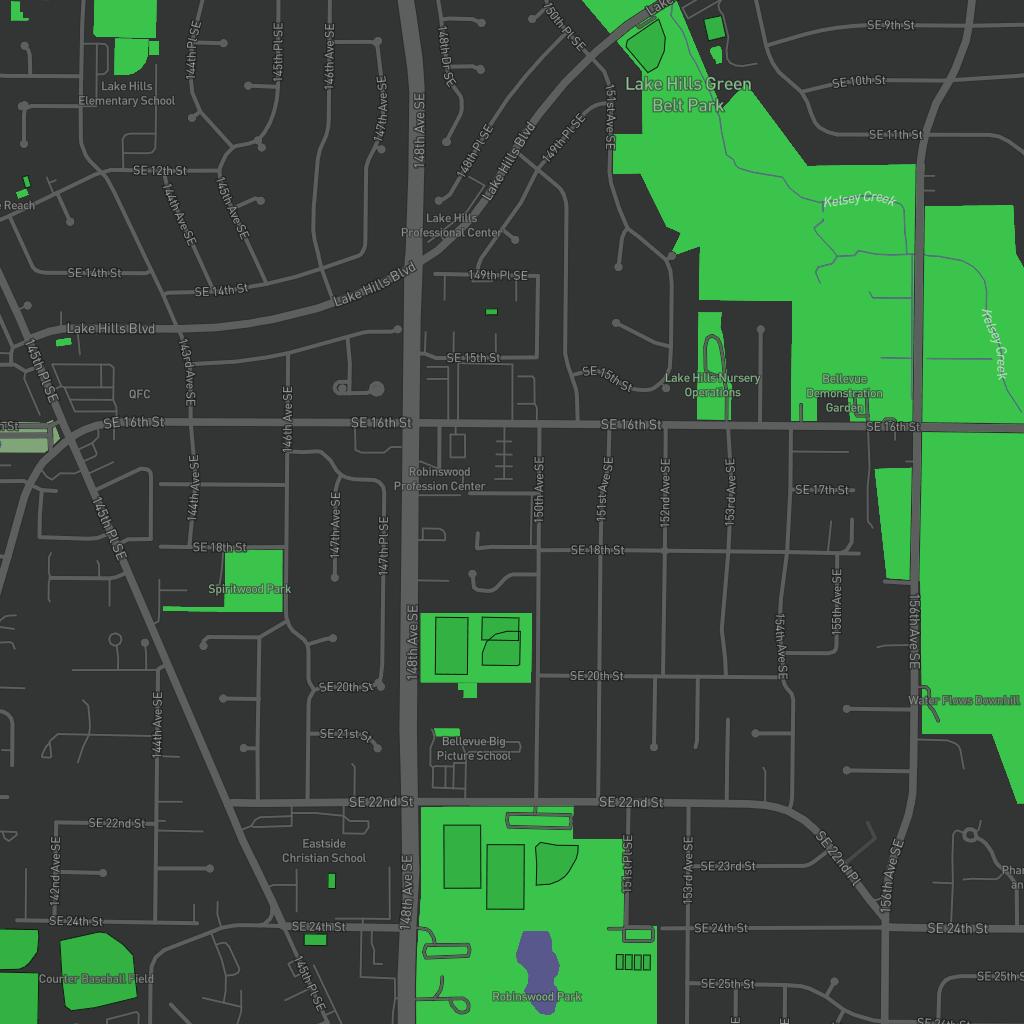 Lake
150th Pl SE
144th Pl SE
145th Pl SE
146th Ave SE
147th Ave SE
148th Dr SE
SE 9th St
SE 10th St
Lake Hills Green
Belt Park
Lake Hills
Elementary School
148th Ave SE
151st Ave SE
SE 11th St
148th Pl SE
149th Pl SE
Lake Hills Blvd
SE 12th St
144th Ave SE
145th Ave SE
Kelsey Creek
Reach
Lake Hills
Professional Center
SE 14th St
149th Pl SE
SE 14th St
Lake Hills Blvd
Lake Hills Blvd
Kelsey Creek
145th Pl SE
143rd Ave SE
SE 15th St
SE 15th St
Lake Hills Nursery
Operations
Bellevue
Demonstration
Garden
QFC
146th Ave SE
SE 16th St
SE 16th St
SE 16th St
SE 16th St
Robinswood
Profession Center
144th Ave SE
147th Ave SE
147th Pl SE
150th Ave SE
151st Ave SE
152nd Ave SE
153rd Ave SE
SE 17th St
145th Pl SE
SE 18th St
SE 18th St
Spiritwood Park
148th Ave SE
154th Ave SE
155th Ave SE
156th Ave SE
SE 20th St
SE 20th St
Water Flows Downhill
144th Ave SE
SE 21st St
Bellevue Big
Picture School
SE 22nd St
SE 22nd St
SE 22nd St
Eastside
Christian School
142nd Ave SE
148th Ave SE
151st Pl SE
153rd Ave SE
SE 23rd St
SE 22nd Pl
156th Ave SE
SE 24th St
SE 24th St
SE 24th St
SE 24th St
Courter Baseball Field
145th Pl SE
Robinswood Park
SE 25th St
SE 25th S
SE 24th St